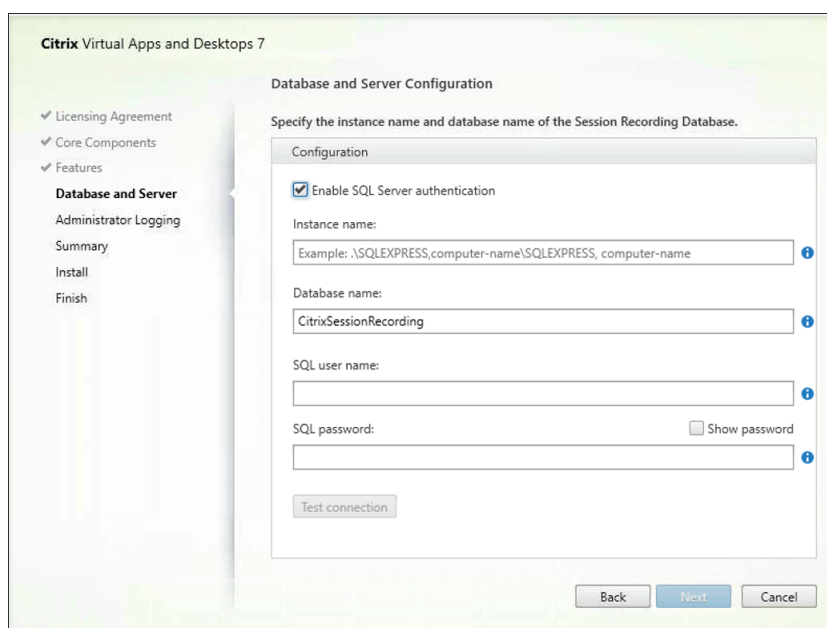 Citrix Virtual Apps and Desktops 7
Licensing Agreement
Core Components
Features
Database and Server
Administrator Logging
Summary
Install
Finish
Database and Server Configuration
Specify the instance name and database name of the Session Recording Database.
Configuration
Enable SQL Server authentication
Instance name:
Example: .\SQLEXPRESS,computer-name\SQLEXPRESS, computer-name
Database name:
CitrixSessionRecording
SQL user name:
SQL password:
Show password
Test connection
Back
Next
Cancel